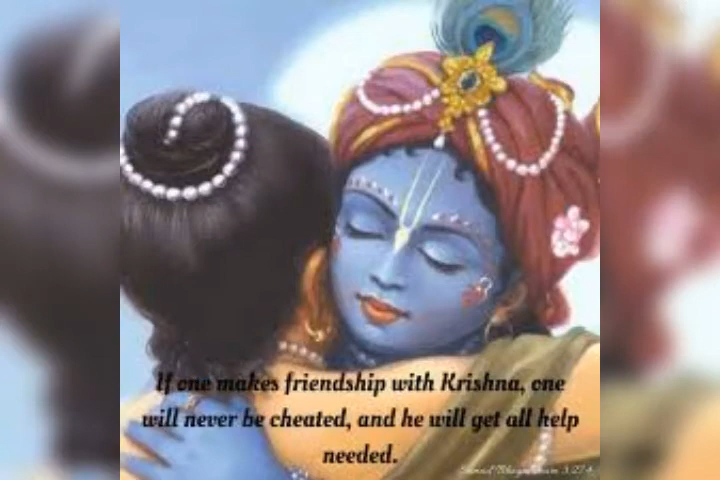 If one makes friendship with Krishna, one
will never be cheated, and he will get all help
needed.